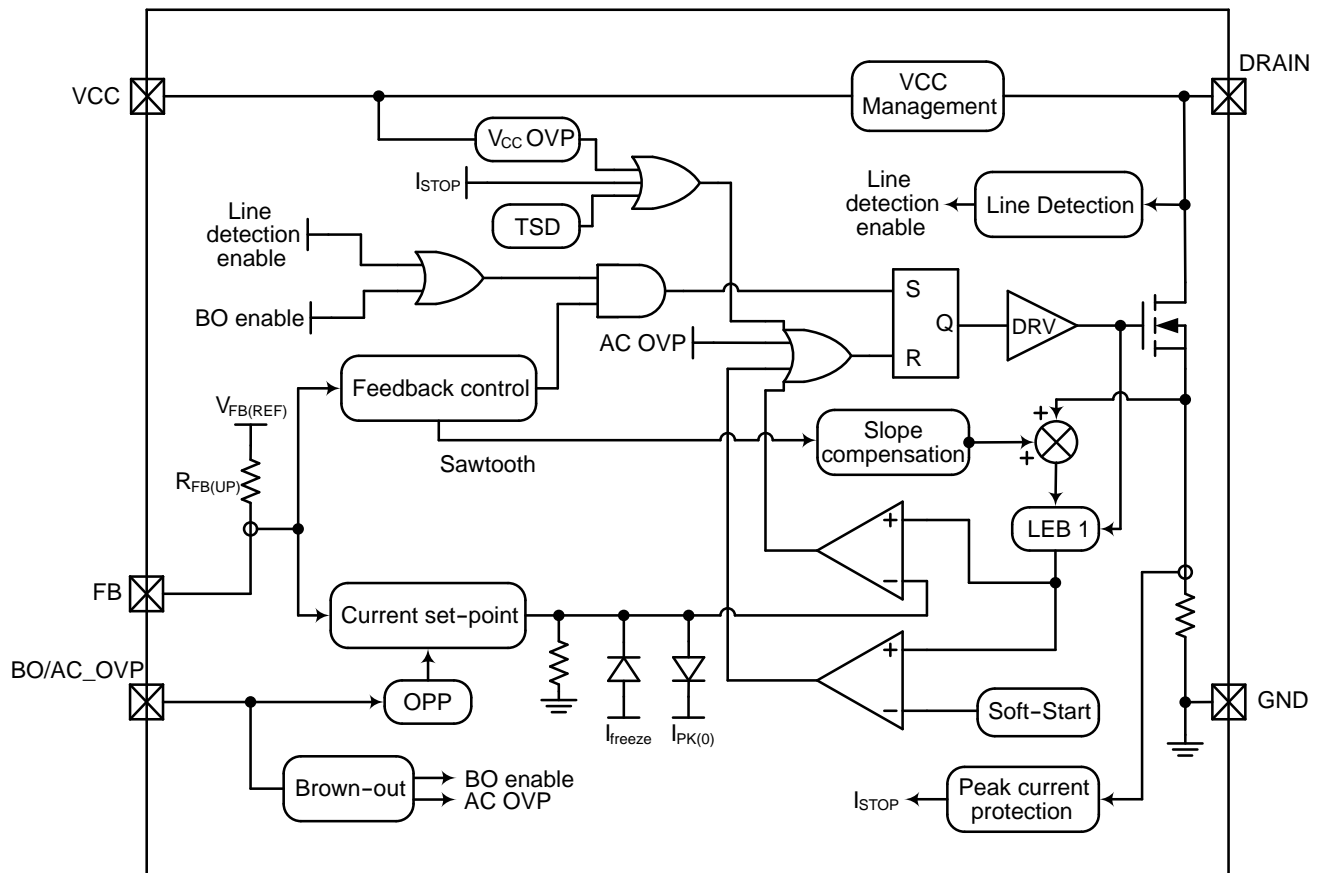 DRAIN
VCC
VCC
Management
VCC OVP
ISTOP
TSD
Line
detection
enable
Line Detection
Line
detection
enable
BO enable
S
Q
R
DRV
AC OVP
Feedback control
VFB(REF)
RFB(UP)
Sawtooth
Slope
compensation
+
+
LEB 1
+
−
FB
Current set−point
BO/AC_OVP
OPP
+
−
Soft−Start
GND
Ifreeze
IPK(0)
Brown−out
BO enable
AC OVP
ISTOP
Peak current
protection